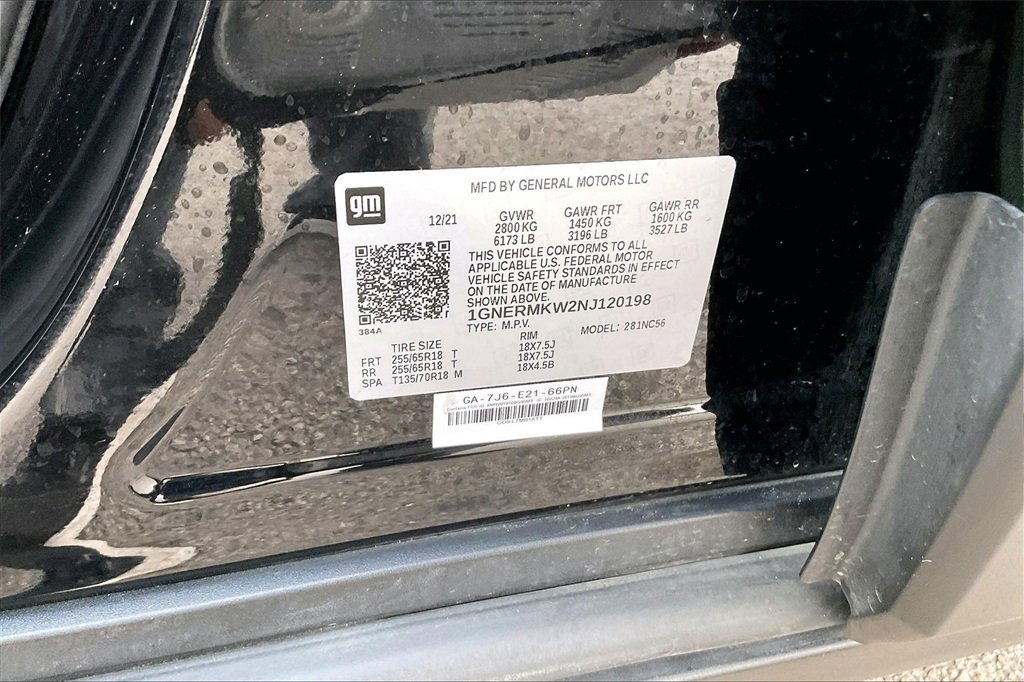 MFD BY GENERAL MOTORS LLC
gm
12/21
GVWR GAWR FRT GAWR RR
2800 KG 1450 KG 1600 KG
6173 LB 3196 LB 3527 LB
THIS VEHICLE CONFORMS TO ALL
APPLICABLE U.S. FEDERAL MOTOR
VEHICLE SAFETY STANDARDS IN EFFECT
ON THE DATE OF MANUFACTURE
SHOWN ABOVE.
1GNERMKW2NJ120198
384A
TYPE: M.P.V. MODEL: 281NC56
TIRE SIZE RIM
FRT 255/65R18 T 18X7.5J
RR 255/65R18 T 18X7.5J
SPA T135/70R18 M 18X4.5B
GA-7J6-E21-66PN
Contains FCC ID: